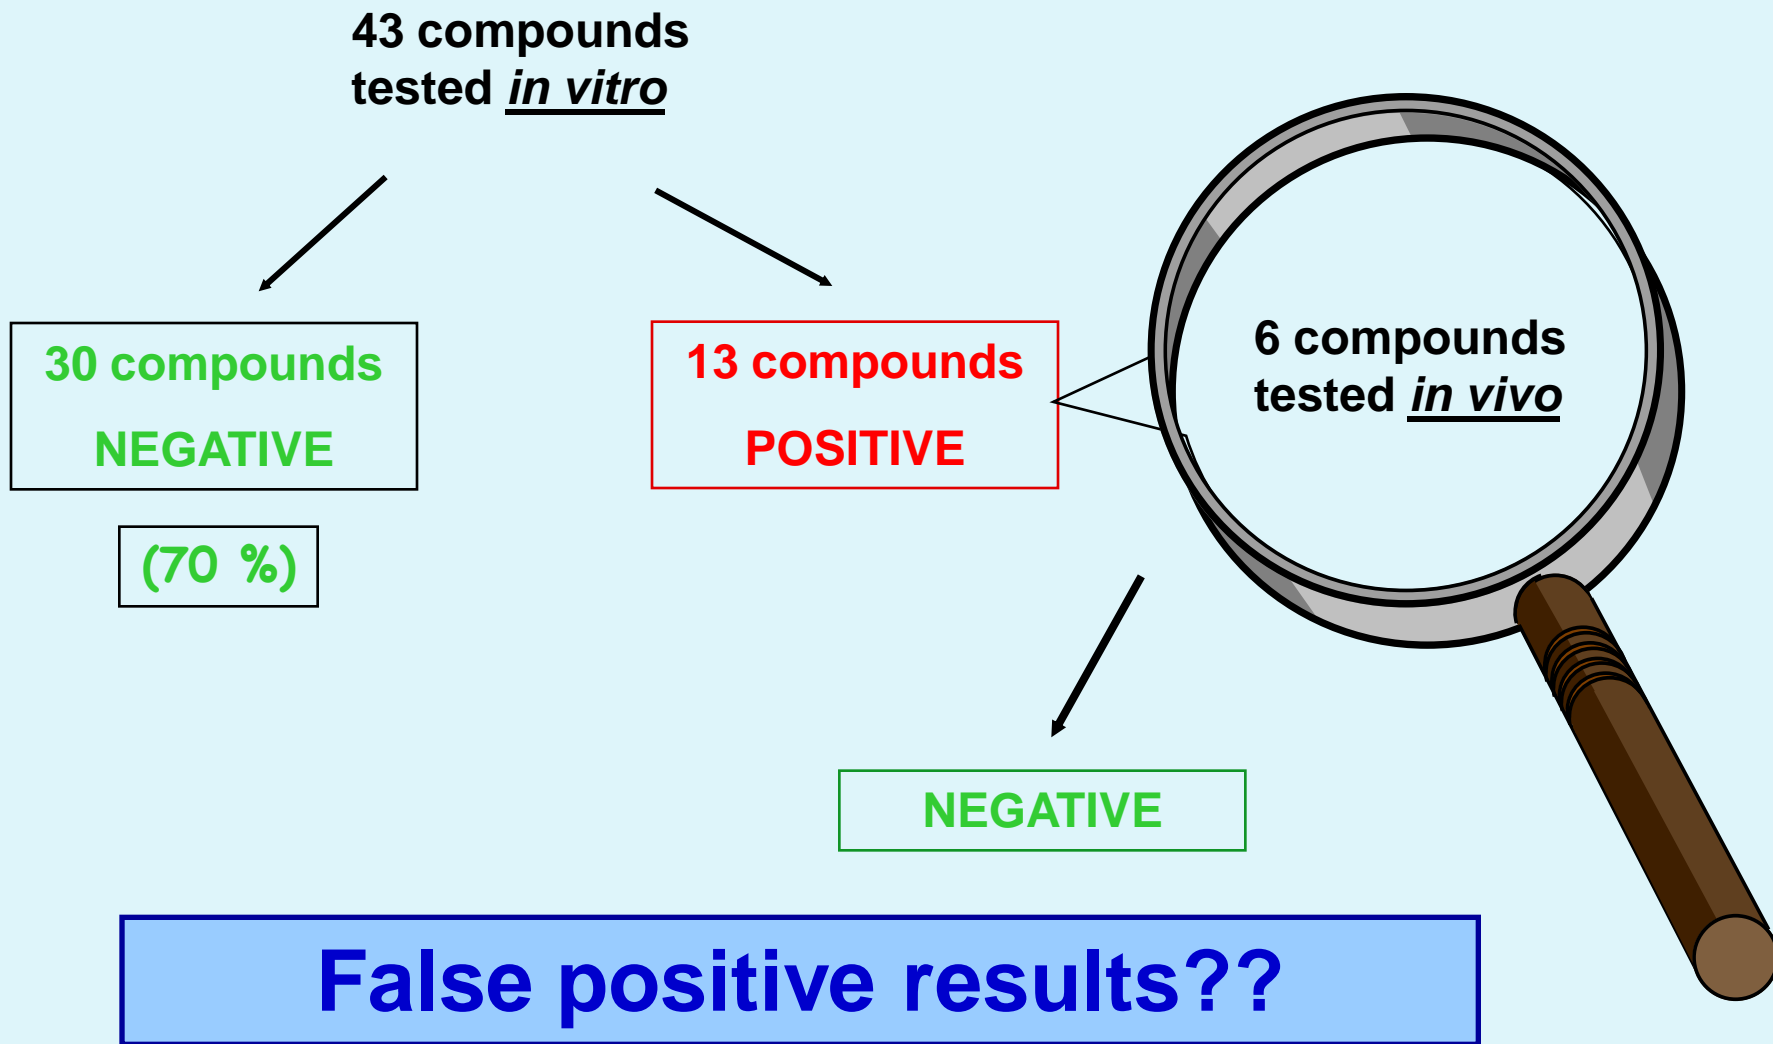 43 compounds
tested in vitro
30 compounds
NEGATIVE
(70 %)
13 compounds
POSITIVE
6 compounds
tested in vivo
NEGATIVE
False positive results??